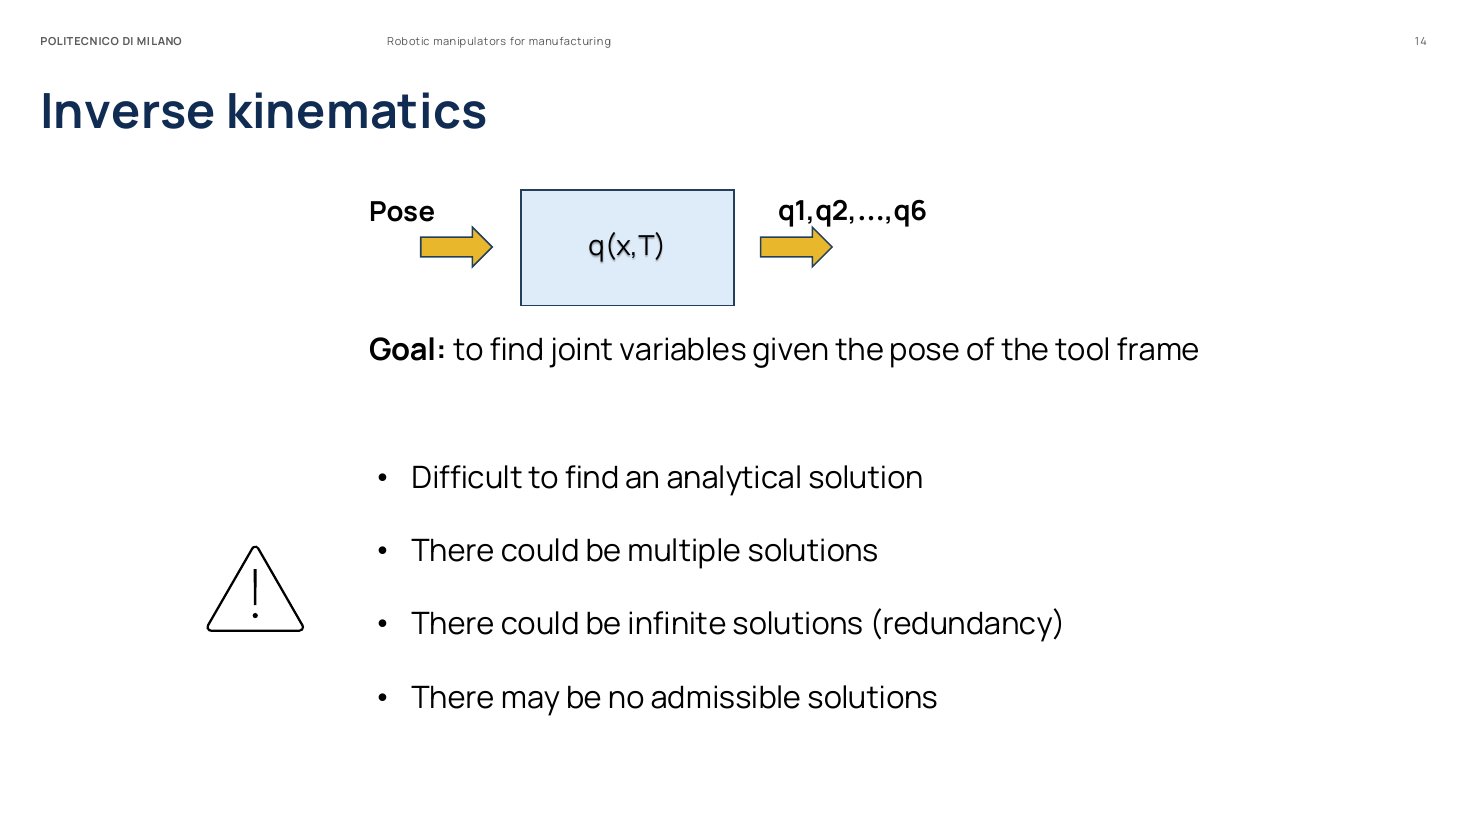 POLITECNICO DI MILANO
Robotic manipulators for manufacturing
14
Inverse kinematics
Pose
q(x,T)
q1,q2,...,q6
Goal: to find joint variables given the pose of the tool frame
• Difficult to find an analytical solution
• There could be multiple solutions
• There could be infinite solutions (redundancy)
• There may be no admissible solutions